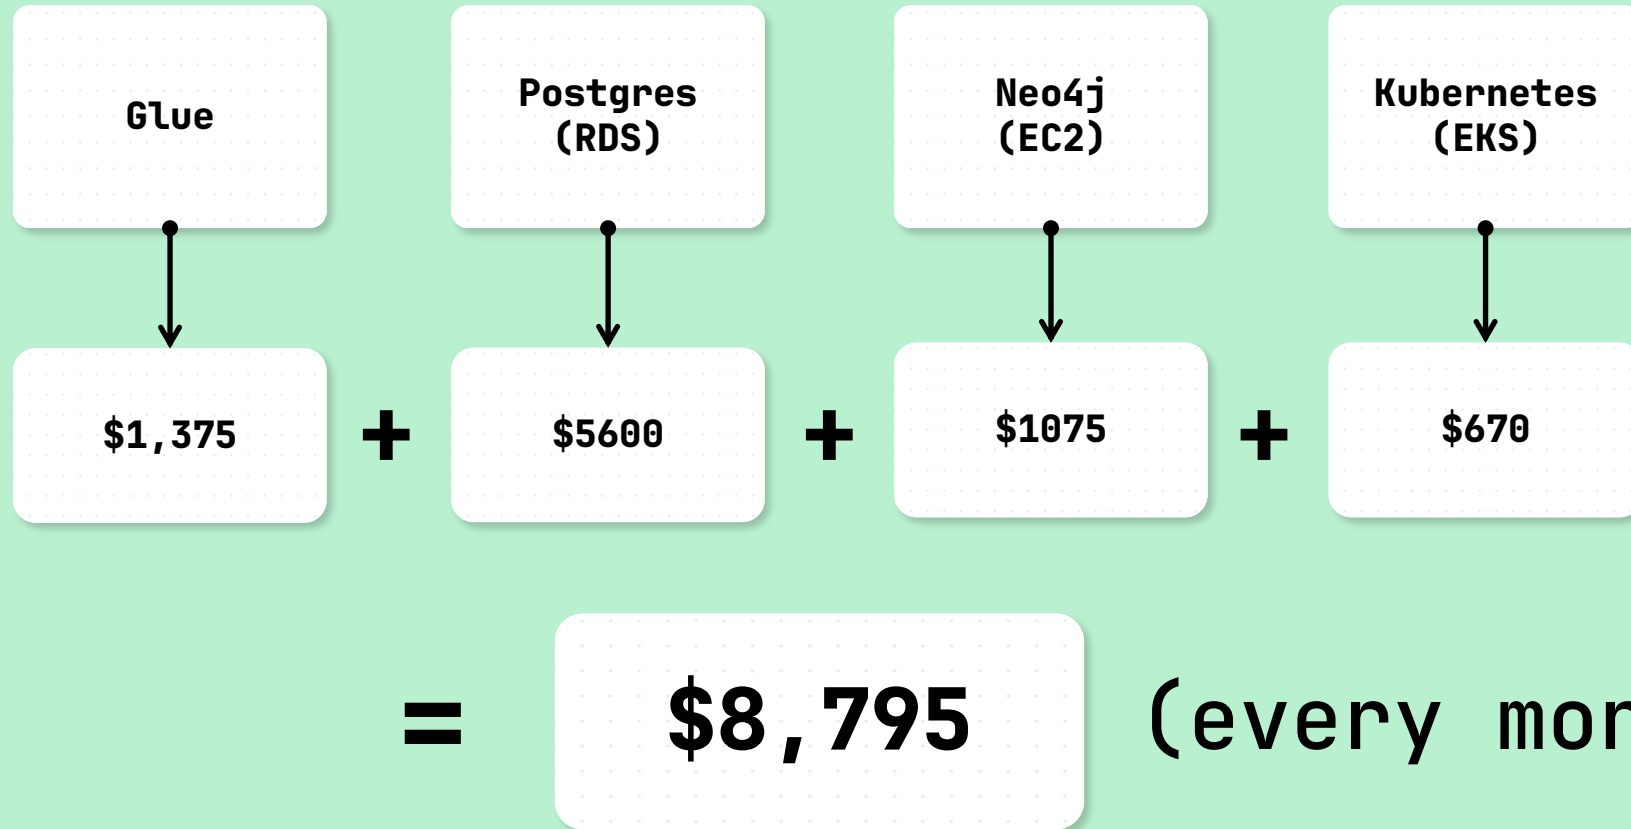 Glue
Postgres
(RDS)
Neo4j
(EC2)
Kubernetes
(EKS)
$1,375
+
$5600
+
$1075
+
$670
=
$8,795
(every